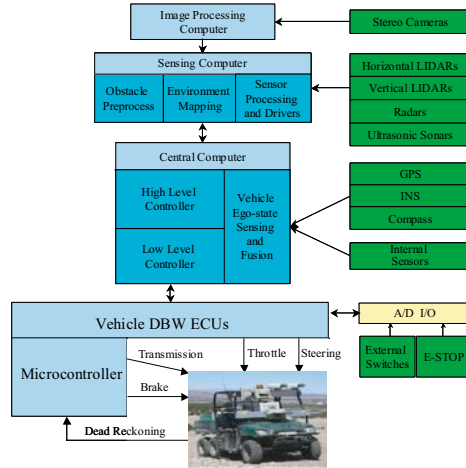 Image Processing
Computer
Stereo Cameras
Sensing Computer
Obstacle
Preprocess
Environment
Mapping
Sensor
Processing
and Drivers
Horizontal LIDARs
Vertical LIDARs
Radars
Ultrasonic Sonars
Central Computer
High Level
Controller
Low Level
Controller
Vehicle
Ego-state
Sensing
and
Fusion
GPS
INS
Compass
Internal
Sensors
Vehicle DBW ECUs
A/D I/O
External
Switches
E-STOP
Microcontroller
Transmission
Throttle
Steering
Brake
Dead Reckoning